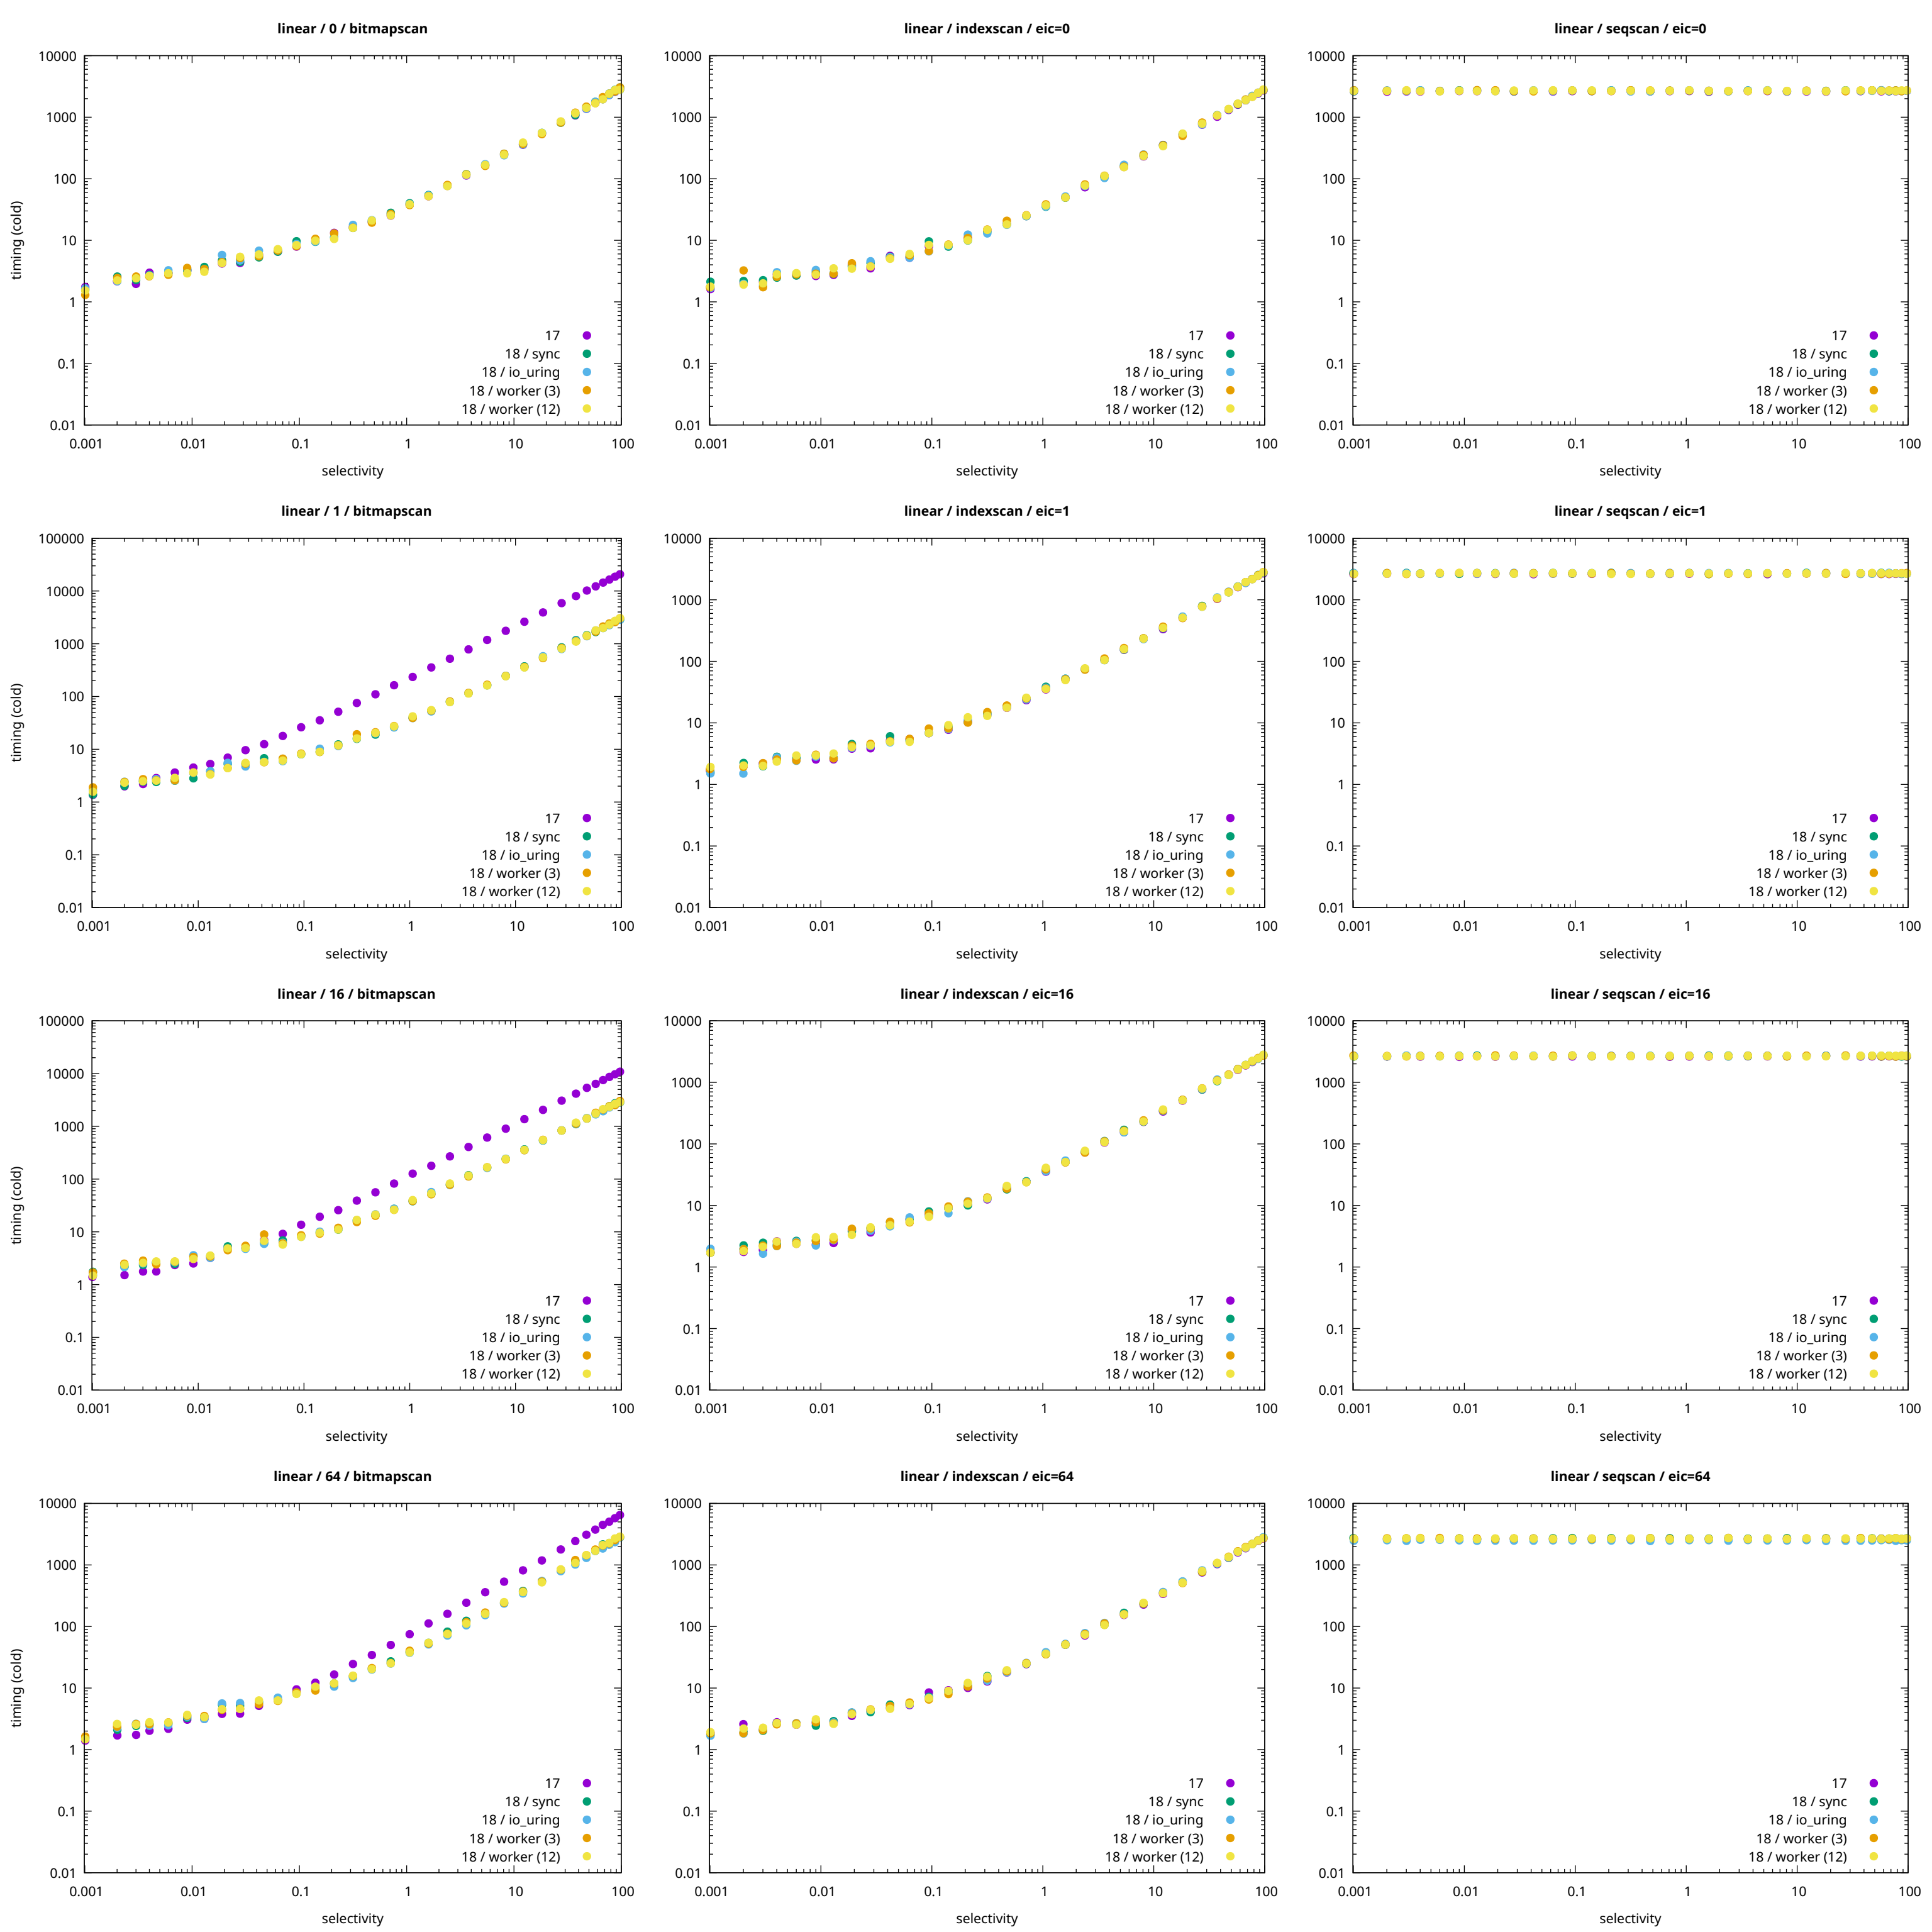 linear / 0 / bitmapscan
timing (cold)
10000
1000
100
10
1
0.1
0.01
17
18 / sync
18 / io_uring
18 / worker (3)
18 / worker (12)
0.001 0.01 0.1 1 10 100
selectivity
linear / indexscan / eic=0
10000
1000
100
10
1
0.1
0.01
17
18 / sync
18 / io_uring
18 / worker (3)
18 / worker (12)
0.001 0.01 0.1 1 10 100
selectivity
linear / seqscan / eic=0
10000
1000
100
10
1
0.1
0.01
17
18 / sync
18 / io_uring
18 / worker (3)
18 / worker (12)
0.001 0.01 0.1 1 10 100
selectivity
linear / 1 / bitmapscan
timing (cold)
100000
10000
1000
100
10
1
0.1
0.01
17
18 / sync
18 / io_uring
18 / worker (3)
18 / worker (12)
0.001 0.01 0.1 1 10 100
selectivity
linear / indexscan / eic=1
10000
1000
100
10
1
0.1
0.01
17
18 / sync
18 / io_uring
18 / worker (3)
18 / worker (12)
0.001 0.01 0.1 1 10 100
selectivity
linear / seqscan / eic=1
10000
1000
100
10
1
0.1
0.01
17
18 / sync
18 / io_uring
18 / worker (3)
18 / worker (12)
0.001 0.01 0.1 1 10 100
selectivity
linear / 16 / bitmapscan
timing (cold)
100000
10000
1000
100
10
1
0.1
0.01
17
18 / sync
18 / io_uring
18 / worker (3)
18 / worker (12)
0.001 0.01 0.1 1 10 100
selectivity
linear / indexscan / eic=16
10000
1000
100
10
1
0.1
0.01
17
18 / sync
18 / io_uring
18 / worker (3)
18 / worker (12)
0.001 0.01 0.1 1 10 100
selectivity
linear / seqscan / eic=16
10000
1000
100
10
1
0.1
0.01
17
18 / sync
18 / io_uring
18 / worker (3)
18 / worker (12)
0.001 0.01 0.1 1 10 100
selectivity
linear / 64 / bitmapscan
timing (cold)
10000
1000
100
10
1
0.1
0.01
17
18 / sync
18 / io_uring
18 / worker (3)
18 / worker (12)
0.001 0.01 0.1 1 10 100
selectivity
linear / indexscan / eic=64
10000
1000
100
10
1
0.1
0.01
17
18 / sync
18 / io_uring
18 / worker (3)
18 / worker (12)
0.001 0.01 0.1 1 10 100
selectivity
linear / seqscan / eic=64
10000
1000
100
10
1
0.1
0.01
17
18 / sync
18 / io_uring
18 / worker (3)
18 / worker (12)
0.001 0.01 0.1 1 10 100
selectivity